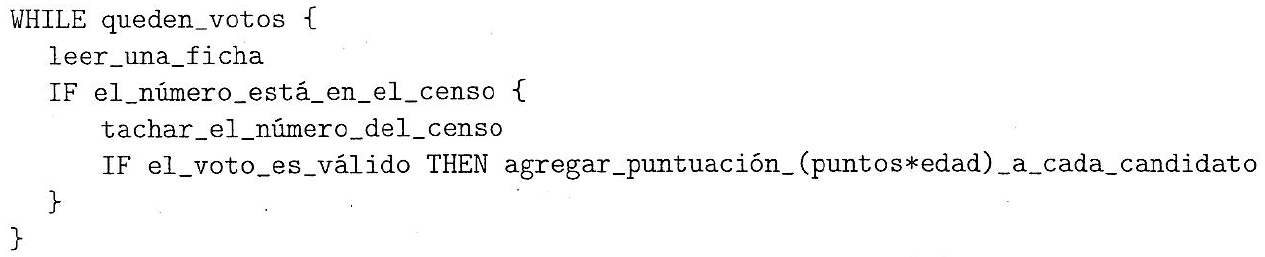 WHILE queden_votos {
leer_una_ficha
IF el_número_está_en_el_censo {
tachar_el_número_del_censo
IF el_voto_es_válido THEN agregar_puntuación_(puntos*edad)_a_cada_candidato
}
}